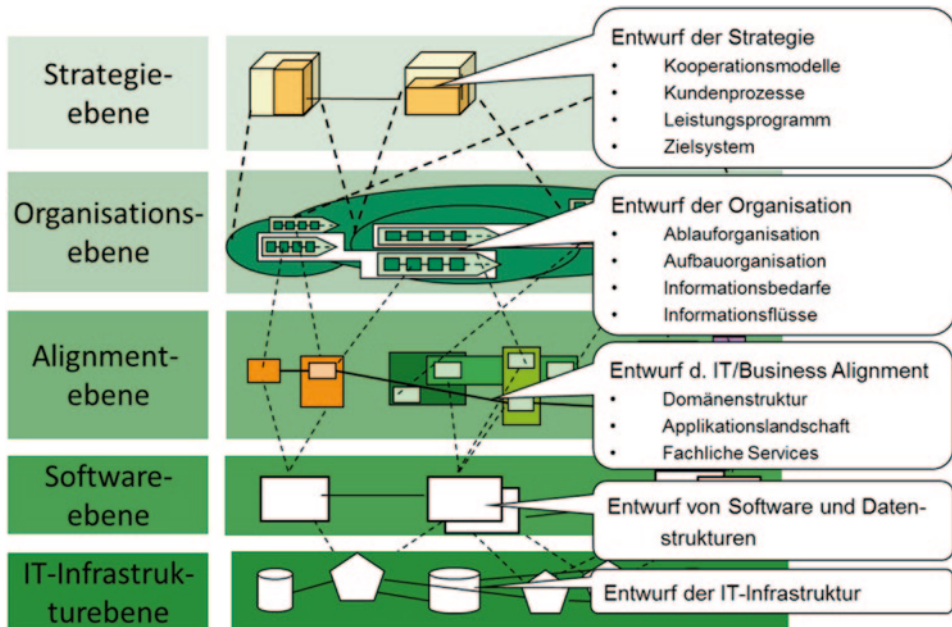 Strategie-
ebene
Entwurf der Strategie
• Kooperationsmodelle
• Kundenprozesse
• Leistungsprogramm
• Zielsystem
Organisations-
ebene
Entwurf der Organisation
• Ablauforganisation
• Aufbauorganisation
• Informationsbedarfe
• Informationsflüsse
Alignment-
ebene
Entwurf d. IT/Business Alignment
• Domänenstruktur
• Applikationslandschaft
• Fachliche Services
Software-
ebene
Entwurf von Software und Daten-
strukturen
IT-Infrastruk-
turebene
Entwurf der IT-Infrastruktur